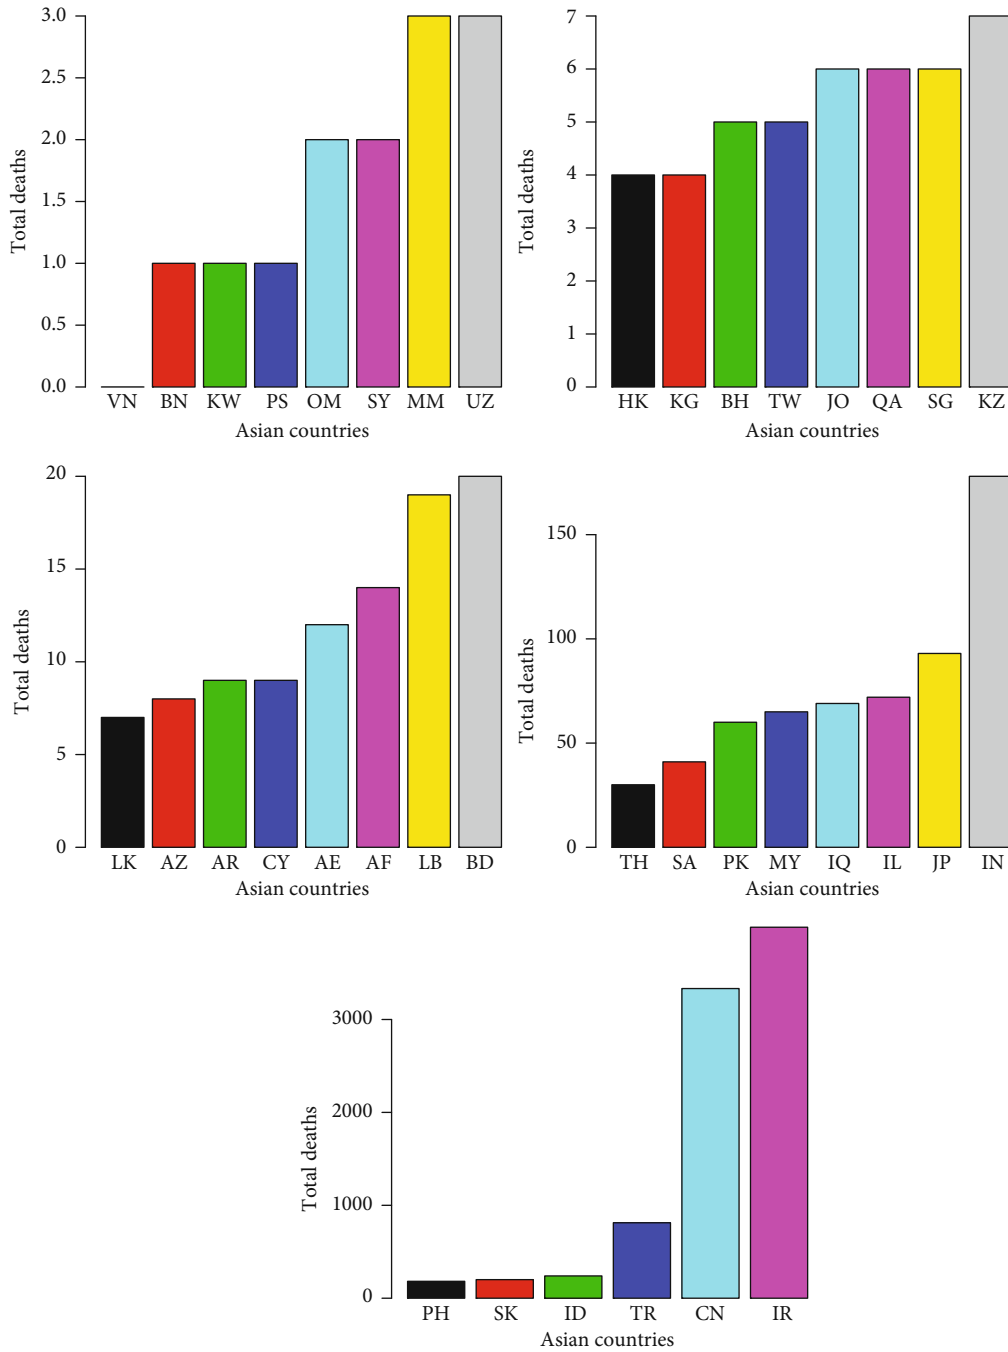 Total deaths
3.0
2.5
2.0
1.5
1.0
0.5
0.0
VN BN KW PS OM SY MM UZ
Asian countries
Total deaths
7
6
5
4
3
2
1
0
HK KG BH TW JO QA SG KZ
Asian countries
Total deaths
20
15
10
5
0
LK AZ AR CY AE AF LB BD
Asian countries
Total deaths
150
100
50
0
TH SA PK MY IQ IL JP IN
Asian countries
Total deaths
3000
2000
1000
0
PH SK ID TR CN IR
Asian countries